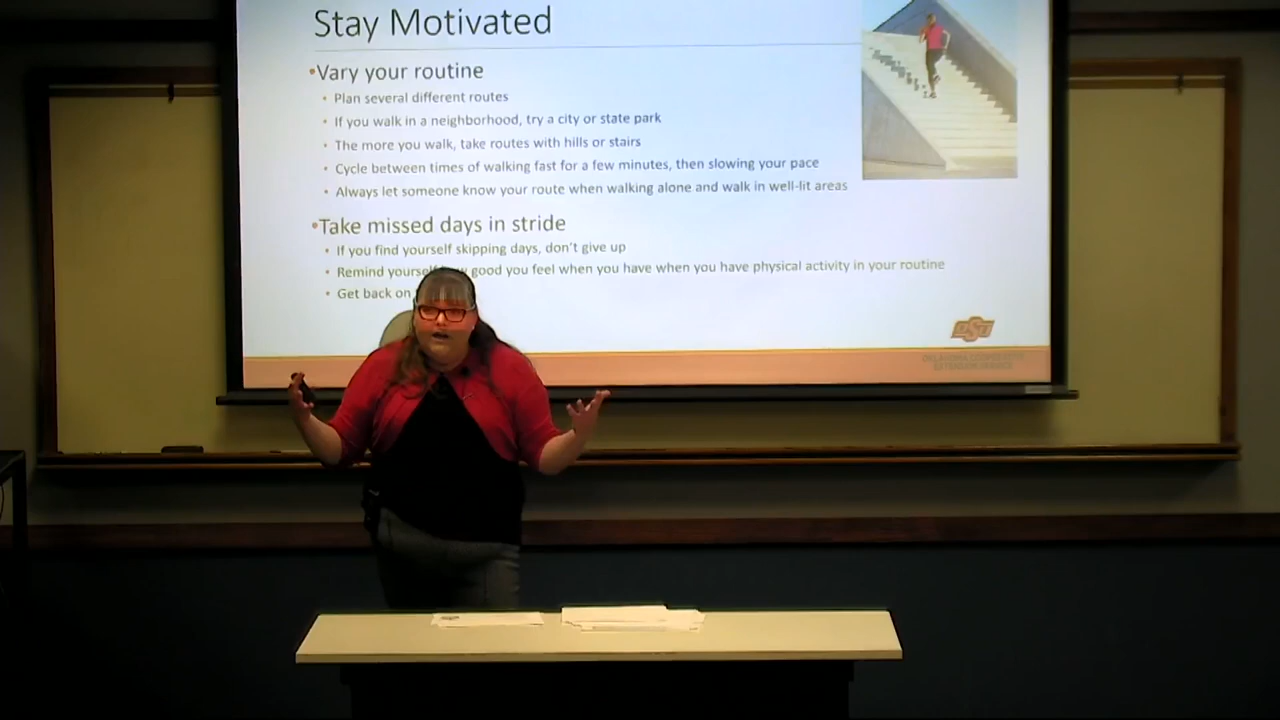 Stay Motivated
•Vary your routine
• Plan several different routes
• If you walk in a neighborhood, try a city or state park
• The more you walk, take routes with hills or stairs
• Cycle between times of walking fast for a few minutes, then slowing your pace
• Always let someone know your route when walking alone and walk in well-lit areas
•Take missed days in stride
• If you find yourself skipping days, don't give up
• Remind yourself good you feel when you have when you have physical activity in your routine
• Get back on
OSU
OKLAHOMA COOPERATIVE
EXTENSION SERVICE